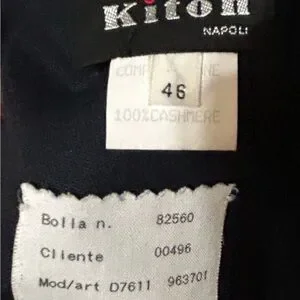 Kiton
NAPOLI
46
100%CASHMERE
Bolla n. 82560
Cliente 00496
Mod/art D7611 963701